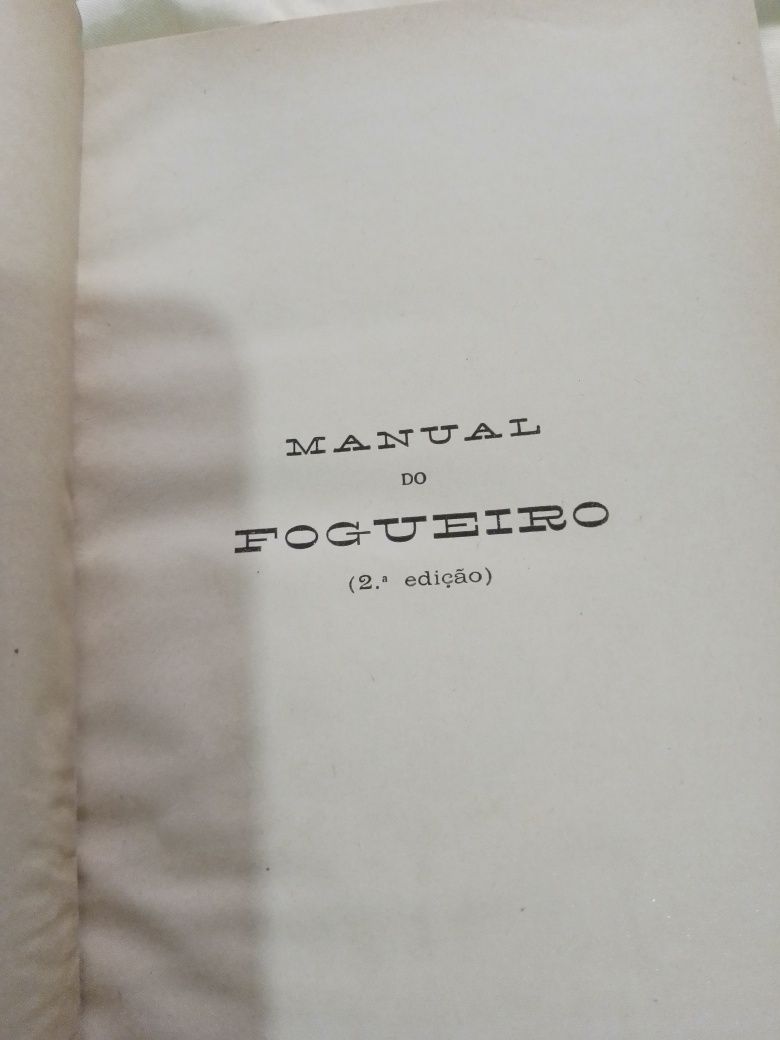 MANUAL
DO
FOGUEIRO
(2.ª edição)